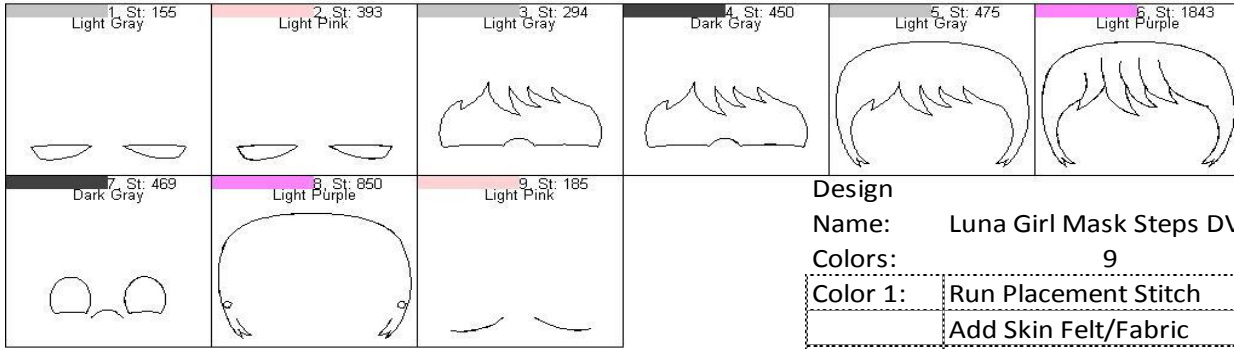 1, St: 155
Light Gray
2, St: 393
Light Pink
3, St: 294
Light Gray
4, St: 450
Dark Gray
5, St: 475
Light Gray
6, St: 1843
Light Purple
7, St: 469
Dark Gray
8, St: 850
Light Purple
9, St: 185
Light Pink
Design
Name: Luna Girl Mask Steps DV
Colors: 9
Color 1: Run Placement Stitch
Add Skin Felt/Fabric